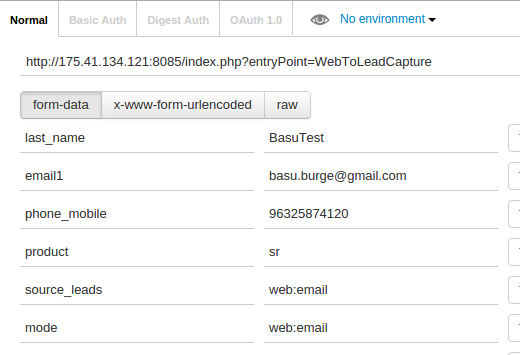 Normal Basic Auth Digest Auth OAuth 1.0 No environment
http://175.41.134.121:8085/index.php?entryPoint=WebToLeadCapture
form-data x-www-form-urlencoded raw
last_name BasuTest
email1 basu.burge@gmail.com
phone_mobile 96325874120
product sr
source_leads web:email
mode web:email